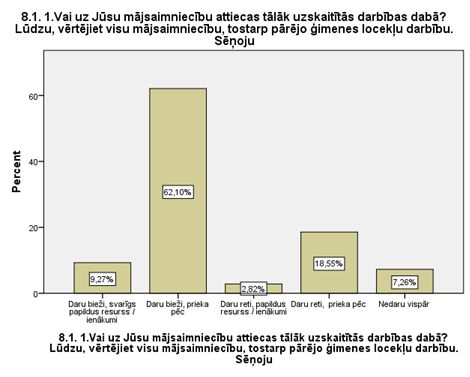 8.1. 1.Vai uz Jūsu mājsaimniecību attiecas tālāk uzskaitītās darbības dabā?
Lūdzu, vērtējiet visu mājsaimniecību, tostarp pārējo ģimenes locekļu darbību.
Sēņoju
Percent
60
40
20
0
9,27%
62,10%
2,82%
18,55%
7,26%
Daru bieži, svarīgs
papildus resurss /
ienākumi
Daru bieži, prieka
pēc
Daru reti, papildus
resurss / ienākumi
Daru reti, prieka pēc
Nedaru vispār
8.1. 1.Vai uz Jūsu mājsaimniecību attiecas tālāk uzskaitītās darbības dabā?
Lūdzu, vērtējiet visu mājsaimniecību, tostarp pārējo ģimenes locekļu darbību.
Sēņoju